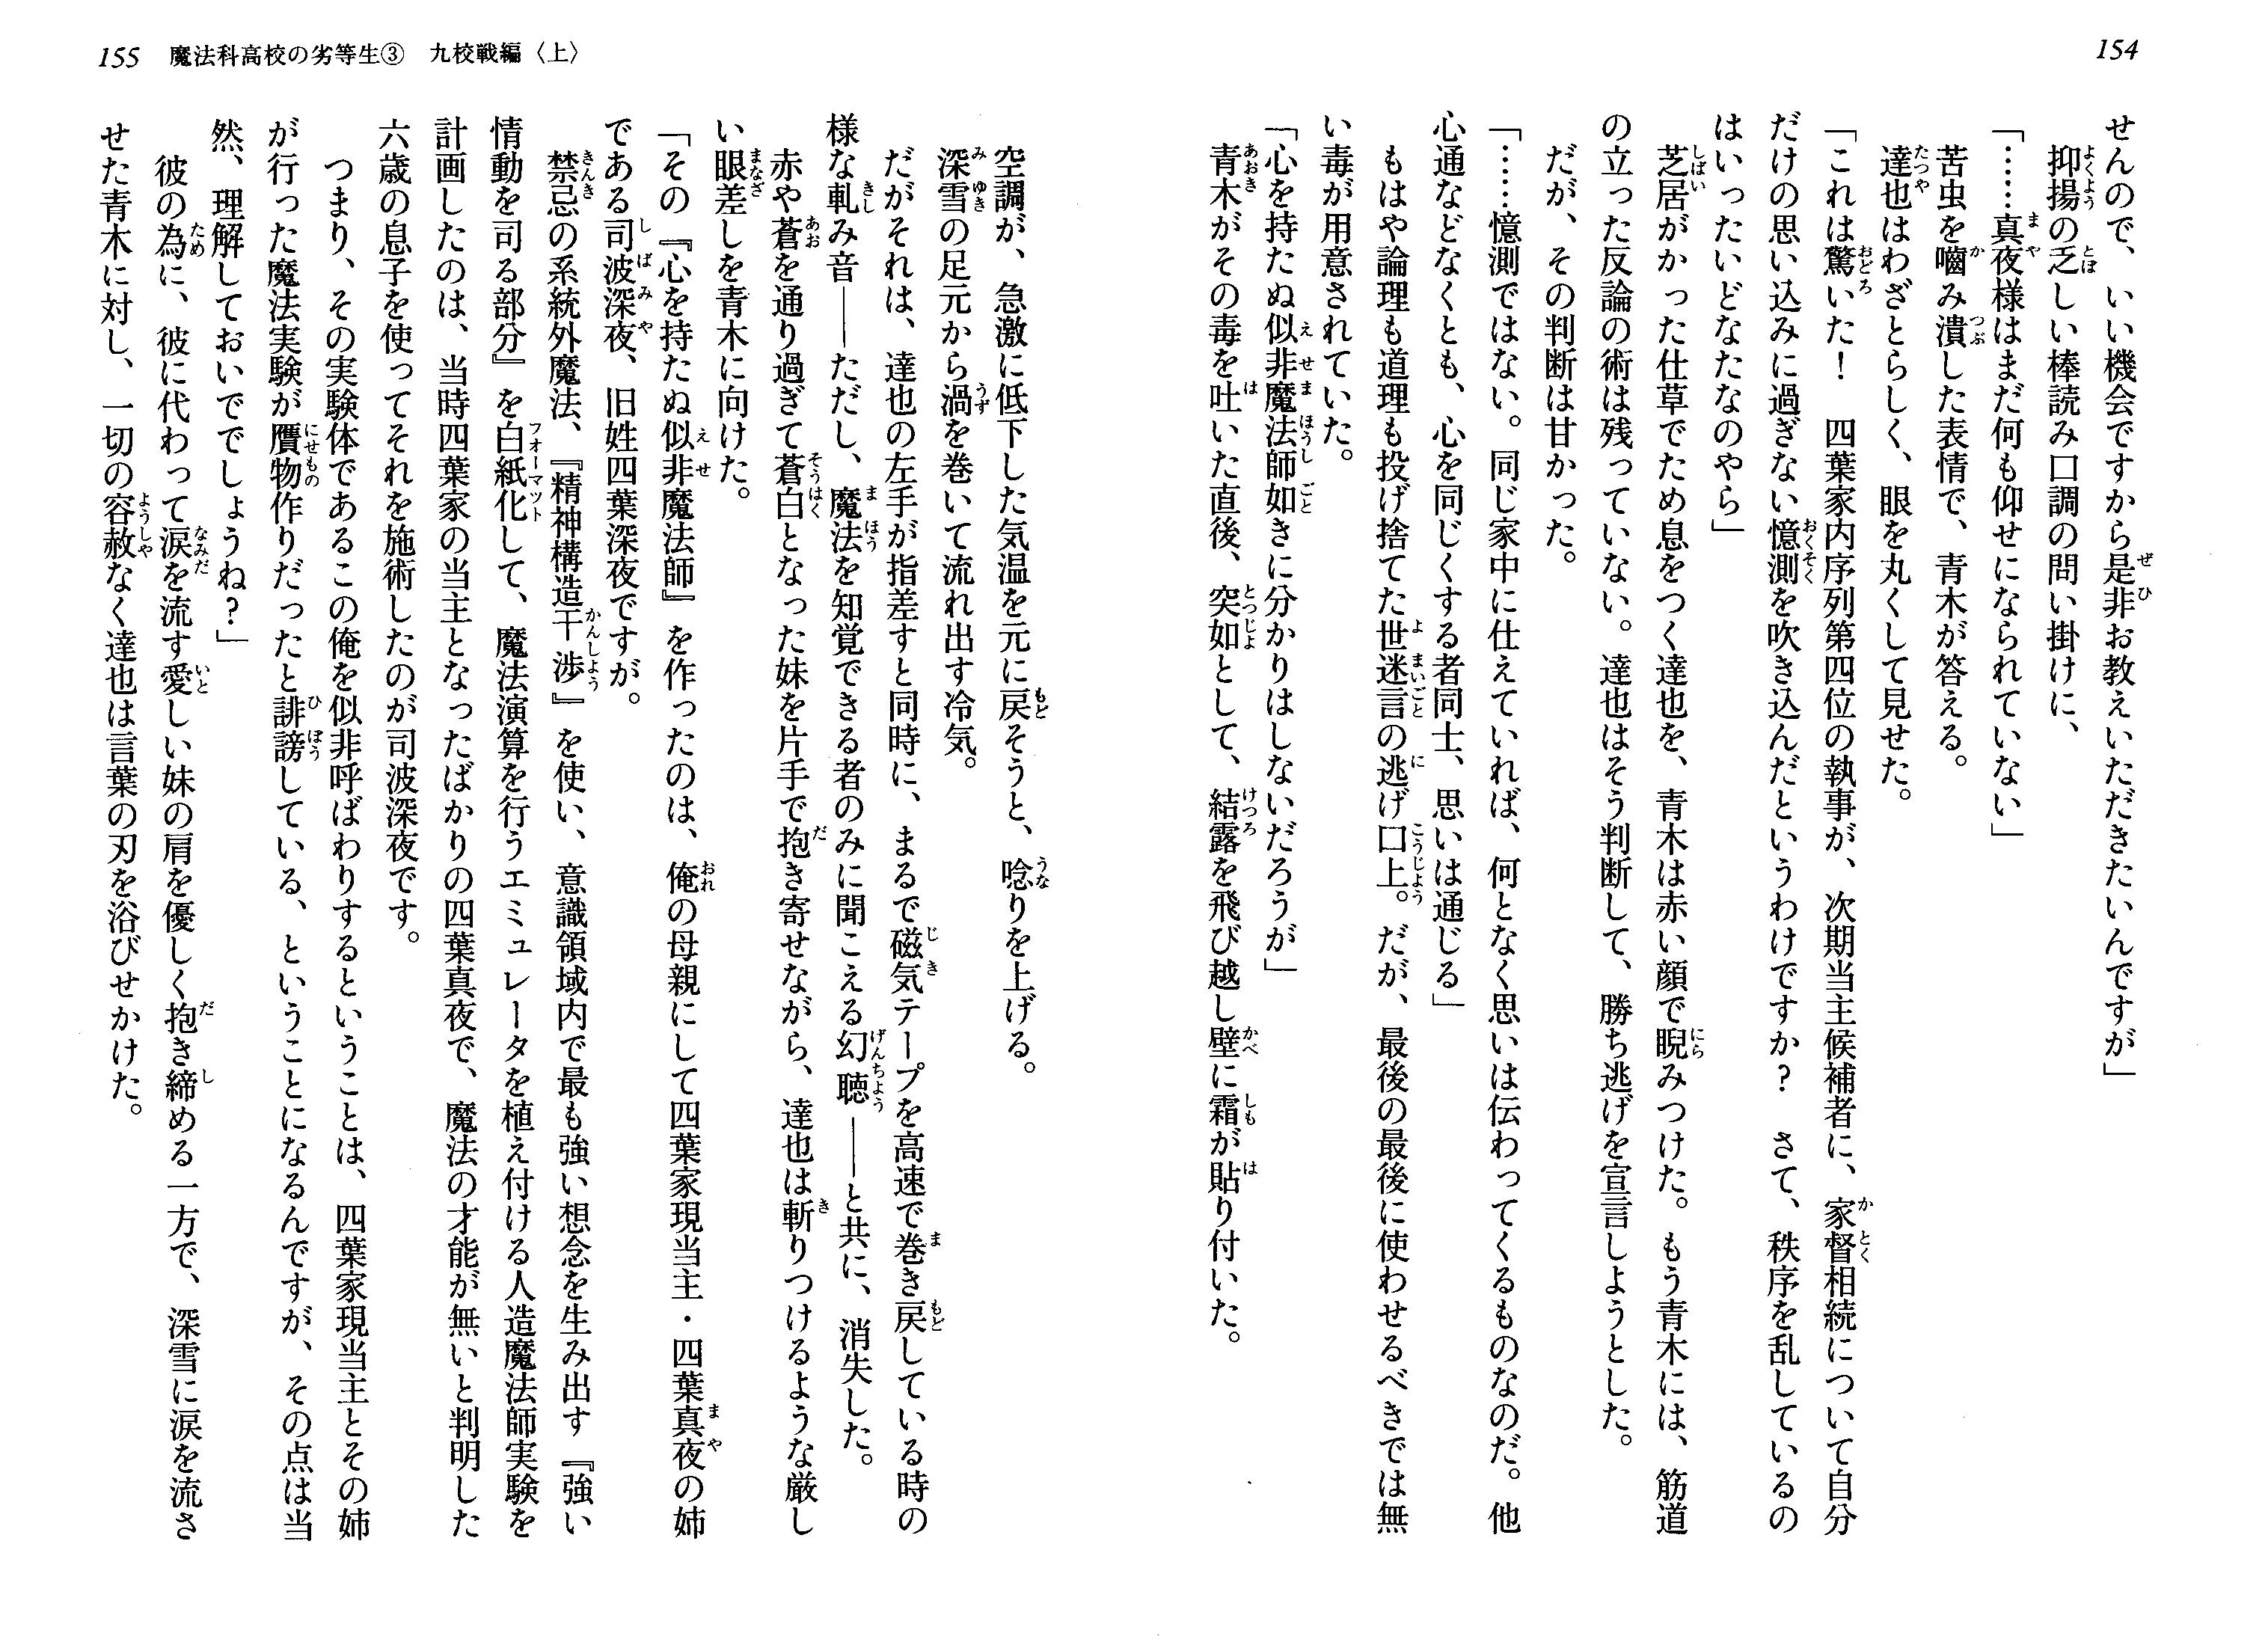 154
せんので、いい機会ですから是非お教えいただきたいんですが」
抑揚の乏しい棒読み口調の問い掛けに、
「……真夜様はまだ何も仰せになられていない」
苦虫を嚙み潰した表情で、青木が答える。
達也はわざとらしく、眼を丸くして見せた。
「これは驚いた！　四葉家内序列第四位の執事が、次期当主候補者に、家督相続について自分
だけの思い込みに過ぎない憶測を吹き込んだというわけですか？　さて、秩序を乱しているの
はいったいどなたなのやら」
芝居がかった仕草でため息をつく達也を、青木は赤い顔で睨みつけた。もう青木には、筋道
の立った反論の術は残っていない。達也はそう判断して、勝ち逃げを宣言しようとした。
だが、その判断は甘かった。
「……憶測ではない。同じ家中に仕えていれば、何となく思いは伝わってくるものなのだ。他
心通などなくとも、心を同じくする者同士、思いは通じる」
もはや論理も道理も投げ捨てた世迷言の逃げ口上。だが、最後の最後に使わせるべきでは無
い毒が用意されていた。
「心を持たぬ似非魔法師如きに分かりはしないだろうが」
青木がその毒を吐いた直後、突如として、結露を飛び越し壁に霜が貼り付いた。
155　魔法科高校の劣等生③　九校戦編〈上〉
空調が、急激に低下した気温を元に戻そうと、唸りを上げる。
深雪の足元から渦を巻いて流れ出す冷気。
だがそれは、達也の左手が指差すと同時に、まるで磁気テープを高速で巻き戻している時の
様な軋み音――ただし、魔法を知覚できる者のみに聞こえる幻聴――と共に、消失した。
赤や蒼を通り過ぎて蒼白となった妹を片手で抱き寄せながら、達也は斬りつけるような厳し
い眼差しを青木に向けた。
「その『心を持たぬ似非魔法師』を作ったのは、俺の母親にして四葉家現当主・四葉真夜の姉
である司波深夜、旧姓四葉深夜ですが。
禁忌の系統外魔法、『精神構造干渉』を使い、意識領域内で最も強い想念を生み出す『強い
情動を司る部分』を白紙化して、魔法演算を行うエミュレータを植え付ける人造魔法師実験を
計画したのは、当時四葉家の当主となったばかりの四葉真夜で、魔法の才能が無いと判明した
六歳の息子を使ってそれを施術したのが司波深夜です。
つまり、その実験体であるこの俺を似非呼ばわりするということは、四葉家現当主とその姉
が行った魔法実験が贋物作りだったと誹謗している、ということになるんですが、その点は当
然、理解しておいででしょうね？」
彼の為に、彼に代わって涙を流す愛しい妹の肩を優しく抱き締める一方で、深雪に涙を流さ
せた青木に対し、一切の容赦なく達也は言葉の刃を浴びせかけた。